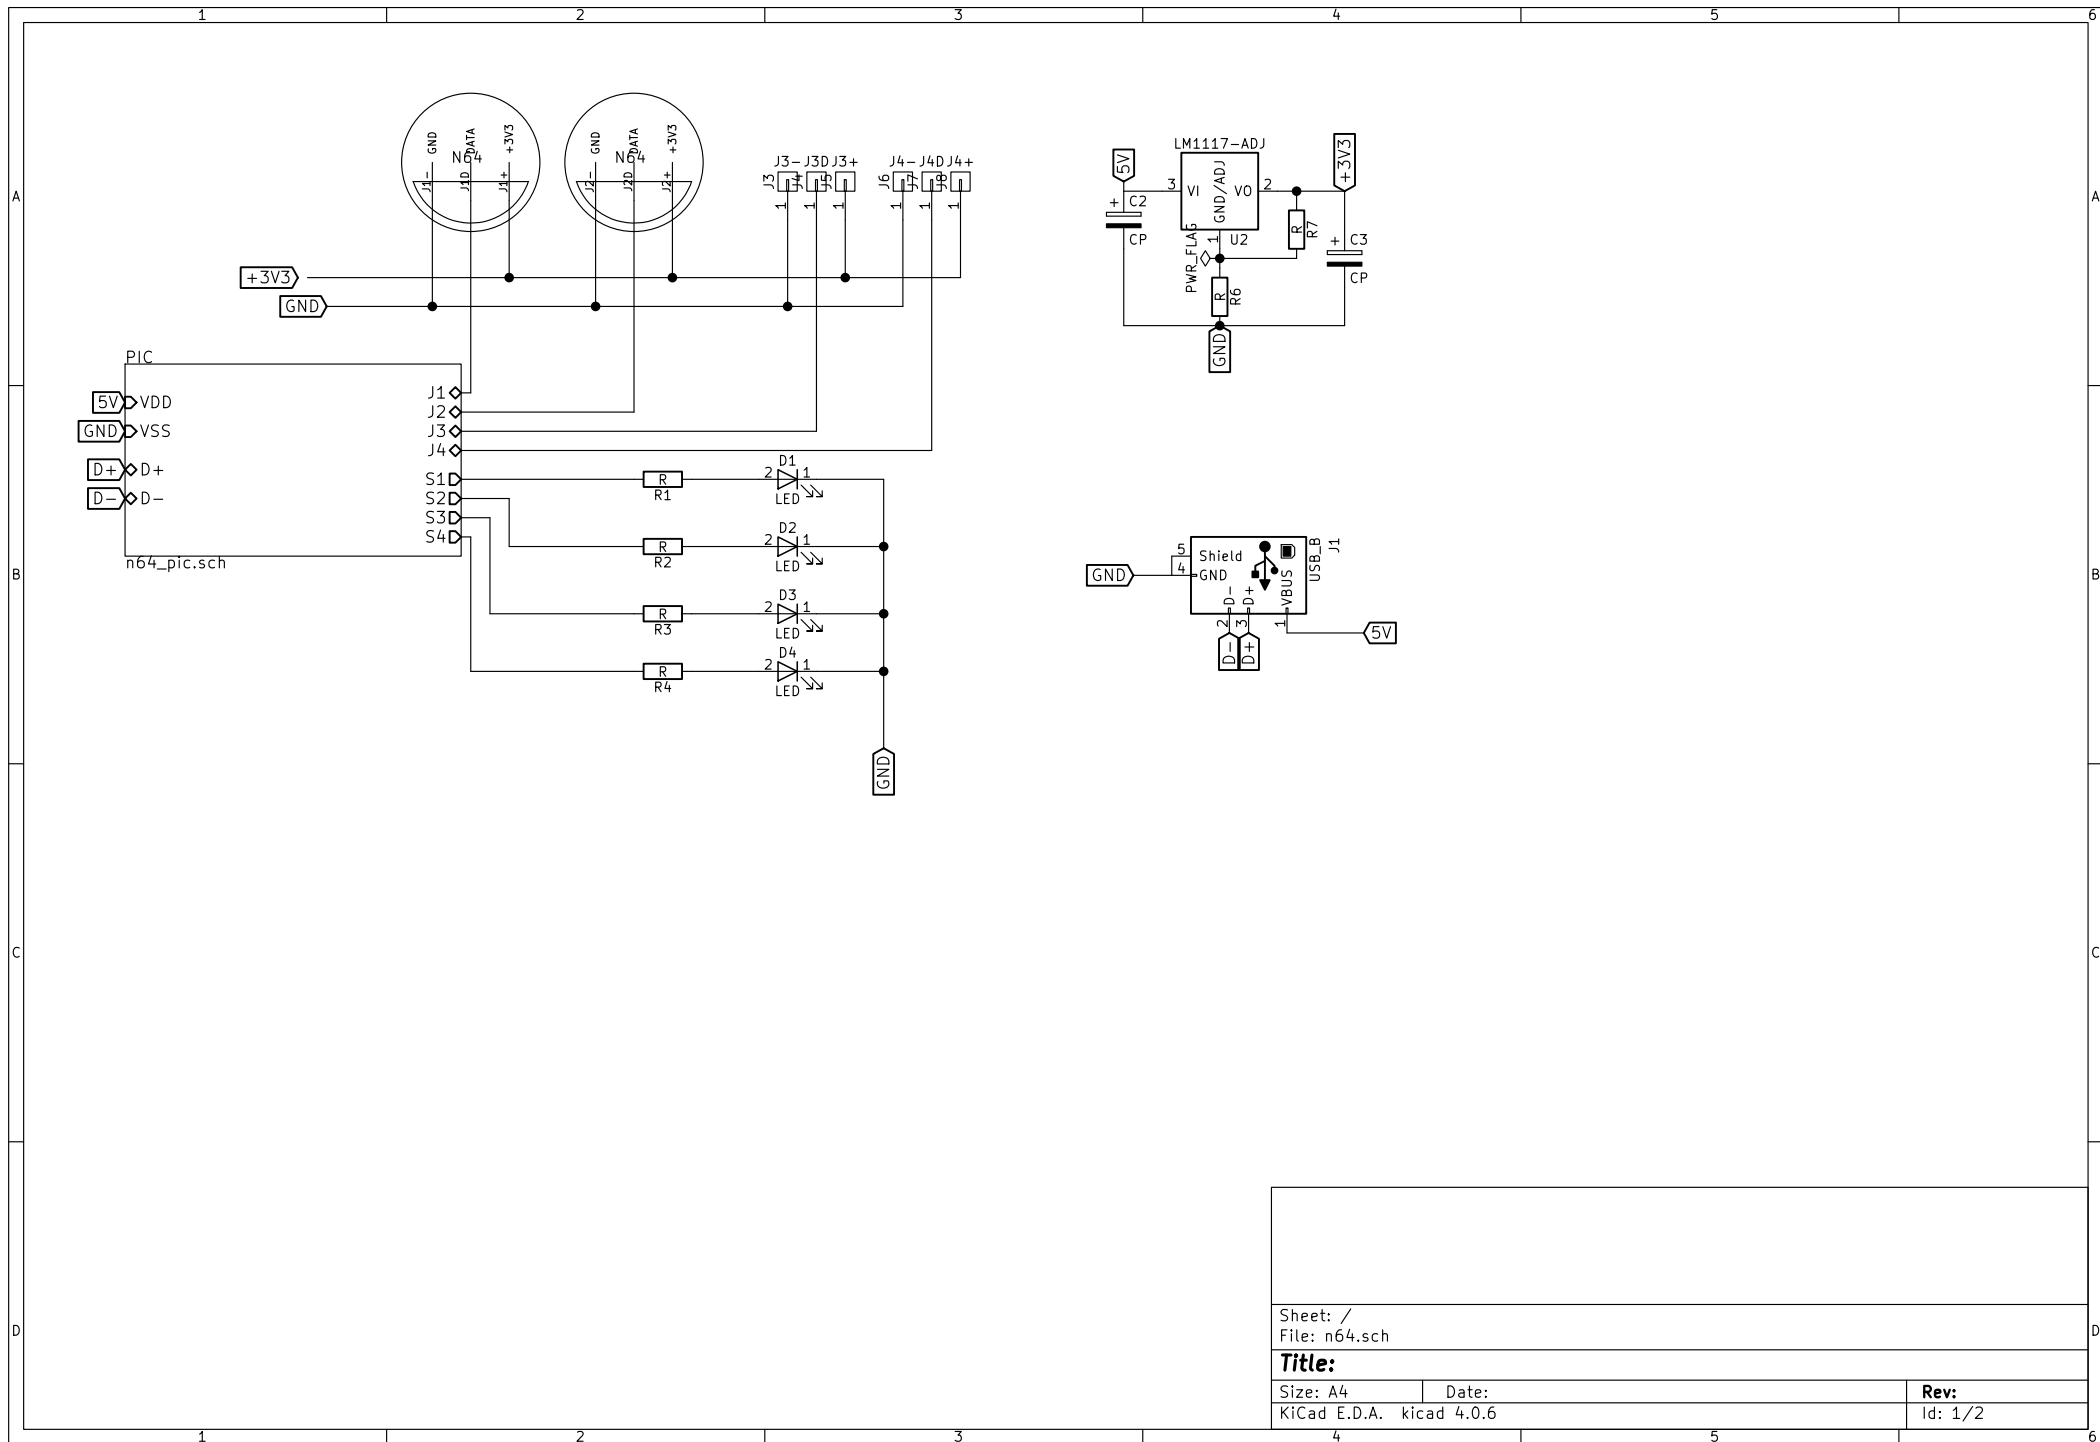 1 2 3 4 5 6
A A
B B
C C
D D
GND DATA +3V3
N64
J1- J1D J1+
GND DATA +3V3
N64
J2- J2D J2+
J3- J3D J3+
J3 J4 J5
1 1 1
J4- J4D J4+
J6 J7 J8
1 1 1
+3V3
GND
LM1117-ADJ
5V
+3V3
3 VI GND/ADJ VO 2
1 U2
+ C2
CP
R R7
+ C3
CP
PWR_FLAG
R R6
GND
PIC
5V VDD
GND VSS
D+ D+
D- D-
J1
J2
J3
J4
S1
S2
S3
S4
n64_pic.sch
R
R1
D1
2 1
LED
R
R2
D2
2 1
LED
R
R3
D3
2 1
LED
R
R4
D4
2 1
LED
GND
5 Shield
4 GND
GND
D- D+ VBUS
2 3 1
USB_B
J1
D- D+
5V
Sheet: /
File: n64.sch
Title:
Size: A4 Date: Rev:
KiCad E.D.A. kicad 4.0.6 Id: 1/2
1 2 3 4 5 6